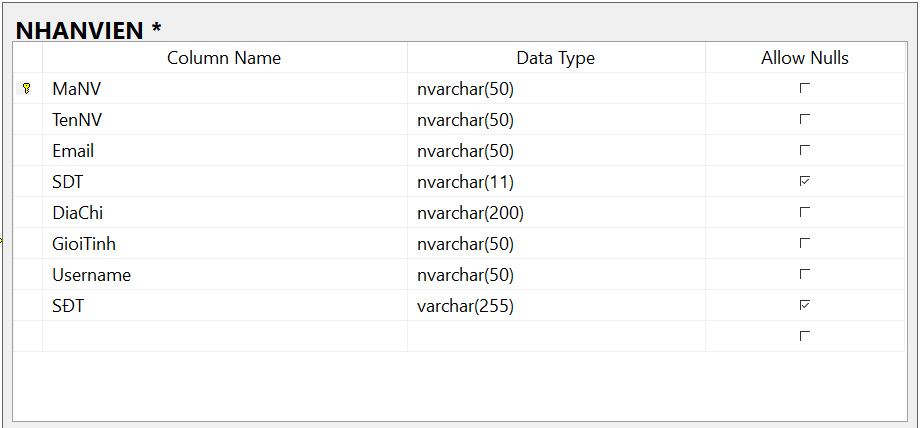 NHANVIEN *
Column Name Data Type Allow Nulls
MaNV nvarchar(50)
TenNV nvarchar(50)
Email nvarchar(50)
SDT nvarchar(11)
DiaChi nvarchar(200)
GioiTinh nvarchar(50)
Username nvarchar(50)
SĐT varchar(255)